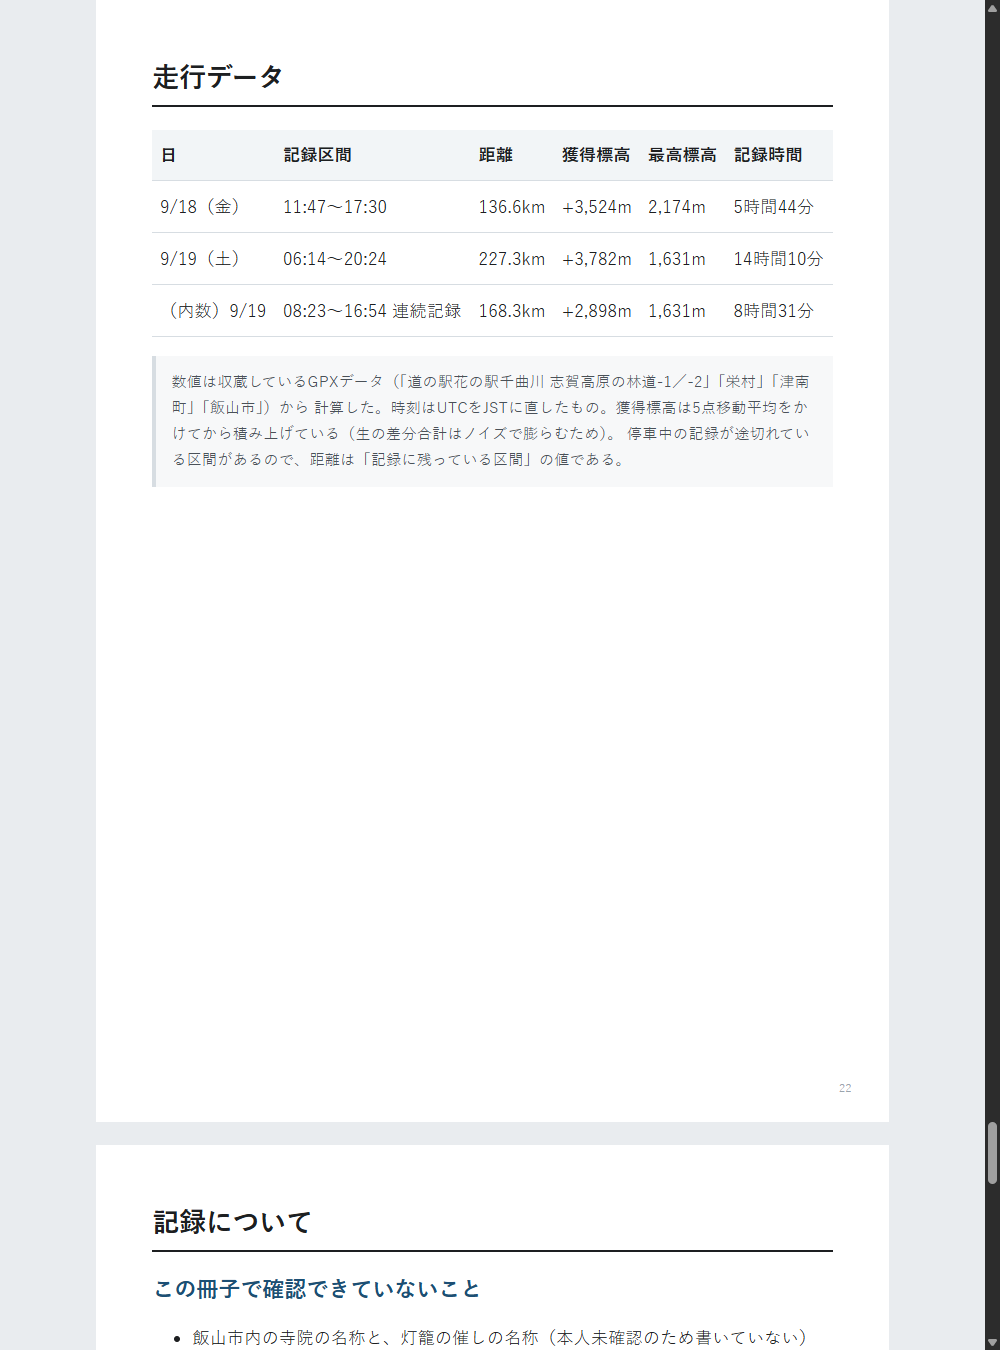 走行データ
日 記録区間 距離 獲得標高 最高標高 記録時間
9/18（金） 11:47〜17:30 136.6km +3,524m 2,174m 5時間44分
9/19（土） 06:14〜20:24 227.3km +3,782m 1,631m 14時間10分
（内数）9/19 08:23〜16:54 連続記録 168.3km +2,898m 1,631m 8時間31分
数値は収蔵しているGPXデータ（「道の駅花の駅千曲川 志賀高原の林道-1／-2」「栄村」「津南
町」「飯山市」）から 計算した。時刻はUTCをJSTに直したもの。獲得標高は5点移動平均をか
けてから積み上げている（生の差分合計はノイズで膨らむため）。 停車中の記録が途切れてい
る区間があるので、距離は「記録に残っている区間」の値である。
22
記録について
この冊子で確認できていないこと
• 飯山市内の寺院の名称と、灯籠の催しの名称（本人未確認のため書いていない）